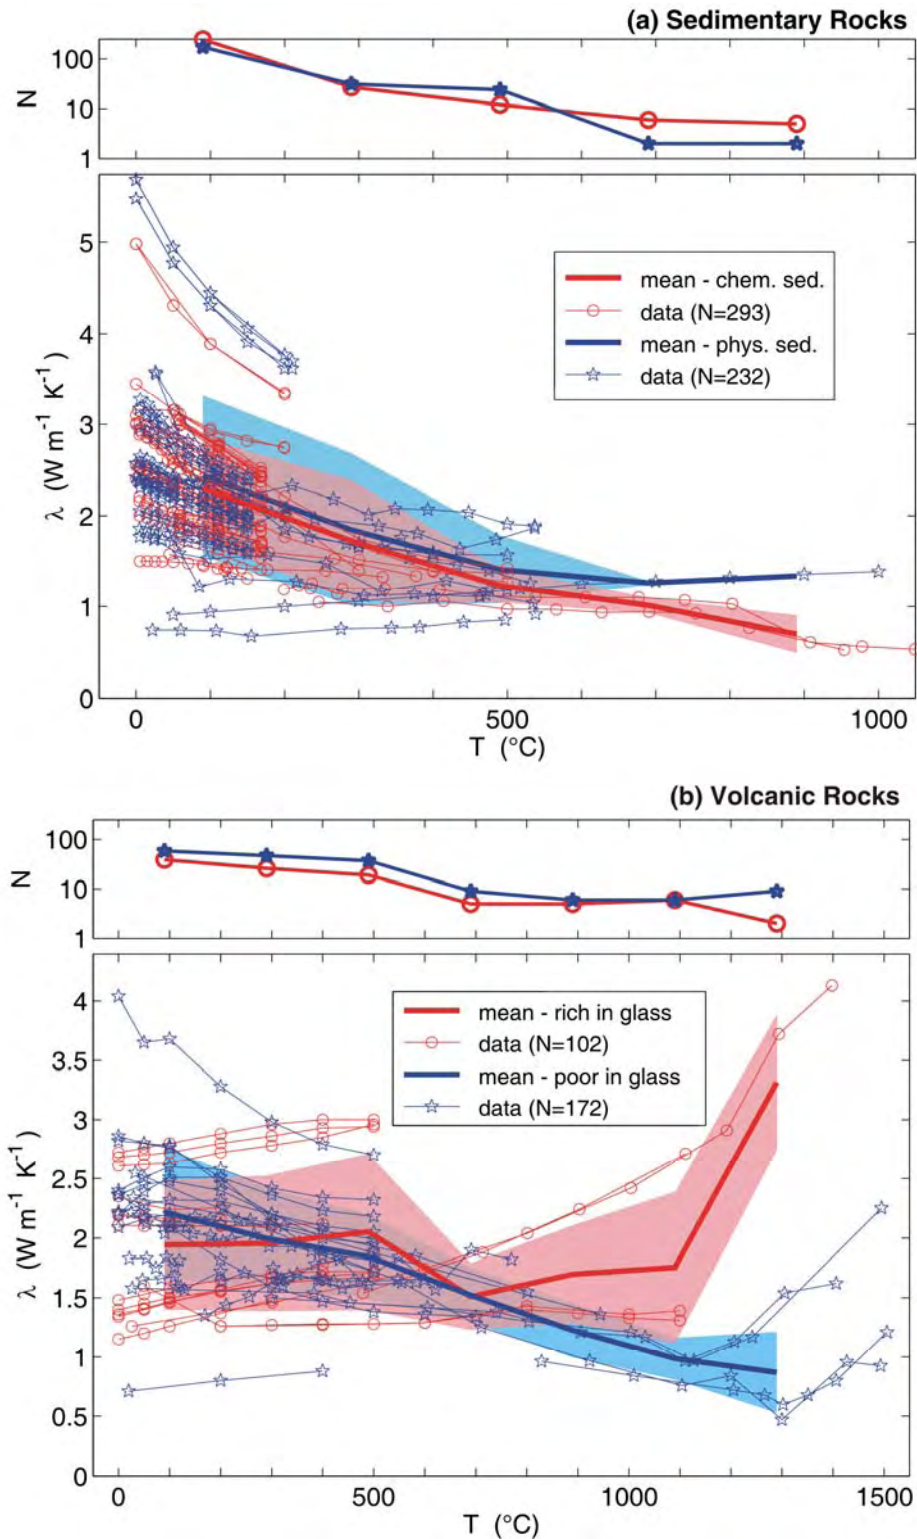 (a) Sedimentary Rocks
100
10
1
N
5
4
3
2
1
0
λ (W m⁻¹ K⁻¹)
mean - chem. sed.
data (N=293)
mean - phys. sed.
data (N=232)
0 500 1000
T (°C)
(b) Volcanic Rocks
100
10
1
N
4
3.5
3
2.5
2
1.5
1
0.5
0
λ (W m⁻¹ K⁻¹)
mean - rich in glass
data (N=102)
mean - poor in glass
data (N=172)
0 500 1000 1500
T (°C)